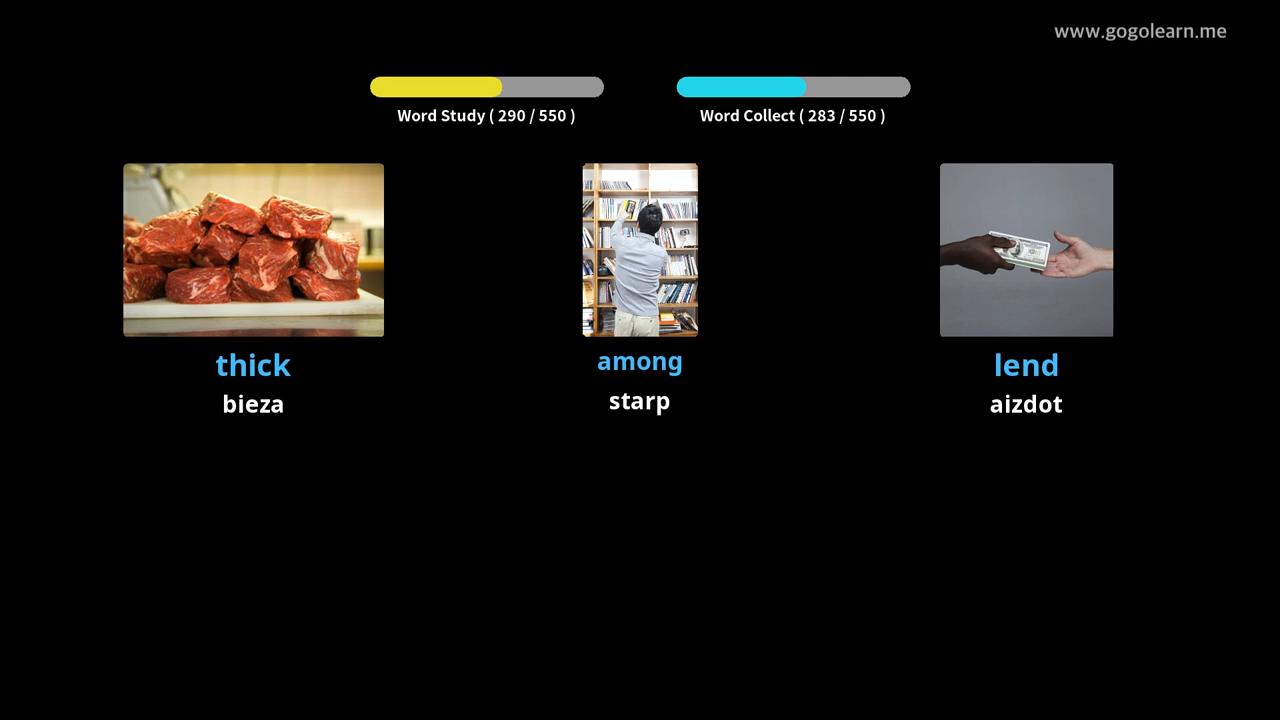 www.gogolearn.me
Word Study ( 290 / 550 )
Word Collect ( 283 / 550 )
thick
among
lend
bieza
starp
aizdot